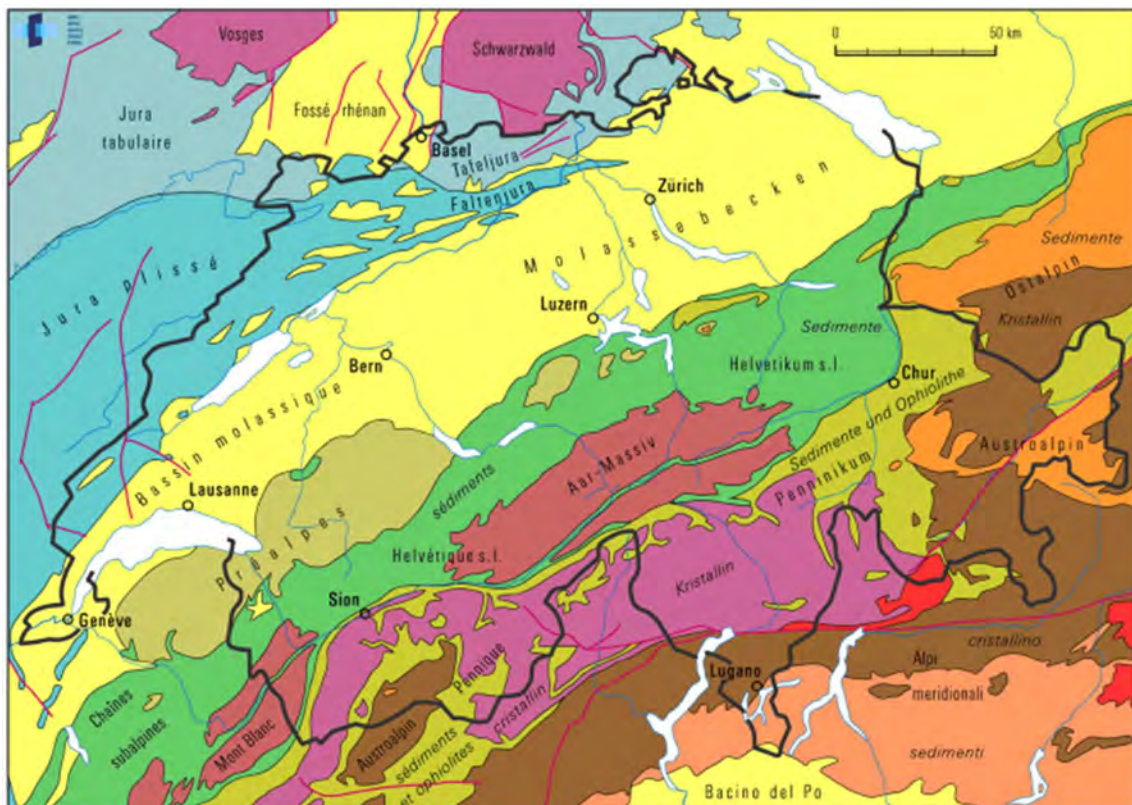 Vosges
Schwarzwald
0 50 km
Fossé rhénan
Jura
tabulaire
Basel
Tafeljura
Faltenjura
Zürich
Molassebecken
Jura plissé
Luzern
Bern
Sedimente
Helvetikum s.l.
Sedimente
Ostalpin
Kristallin
Chur
Bassin molassique
Lausanne
Aar-Massiv
Sedimente und Ophiolithe
Penninikum
Austroalpin
sédiments
Préalpes
Helvétique s.l.
Sion
Kristallin
Genève
cristallino
Alpi
meridionali
Lugano
Pennique
cristallin
Chaînes
subalpines
Mont Blanc
Austroalpin
sédiments
et ophiolites
sedimenti
Bacino del Po